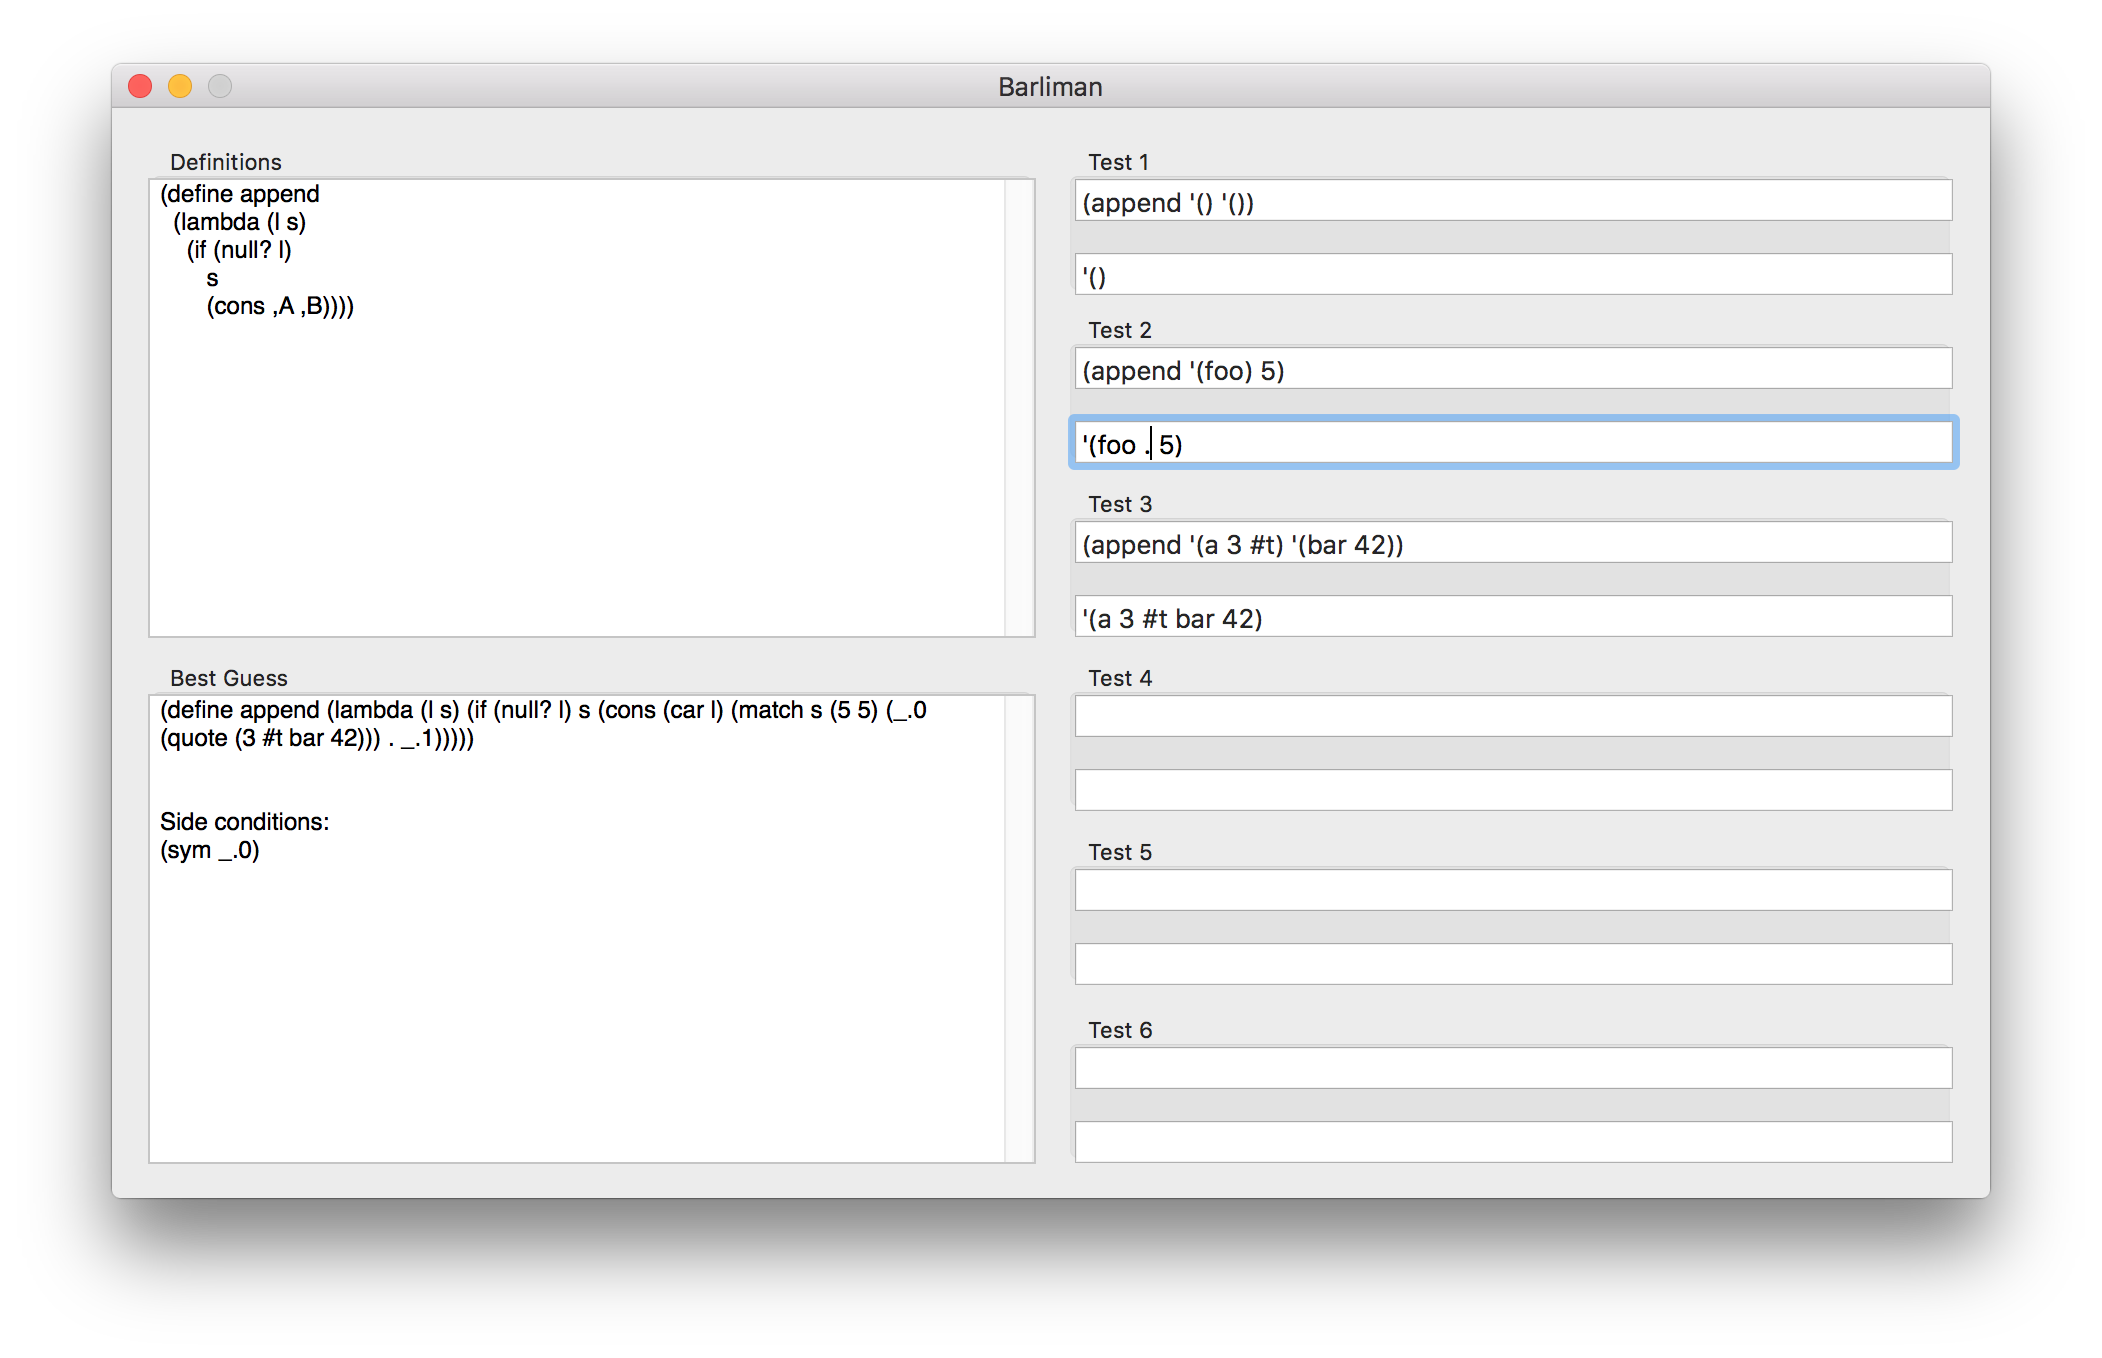 Barliman
Definitions
(define append
(lambda (l s)
(if (null? l)
s
(cons ,A ,B))))
Best Guess
(define append (lambda (l s) (if (null? l) s (cons (car l) (match s (5 5) (_.0
(quote (3 #t bar 42))) . _.1)))))
Side conditions:
(sym _.0)
Test 1
(append '() '())
'()
Test 2
(append '(foo) 5)
'(foo . 5)
Test 3
(append '(a 3 #t) '(bar 42))
'(a 3 #t bar 42)
Test 4
Test 5
Test 6